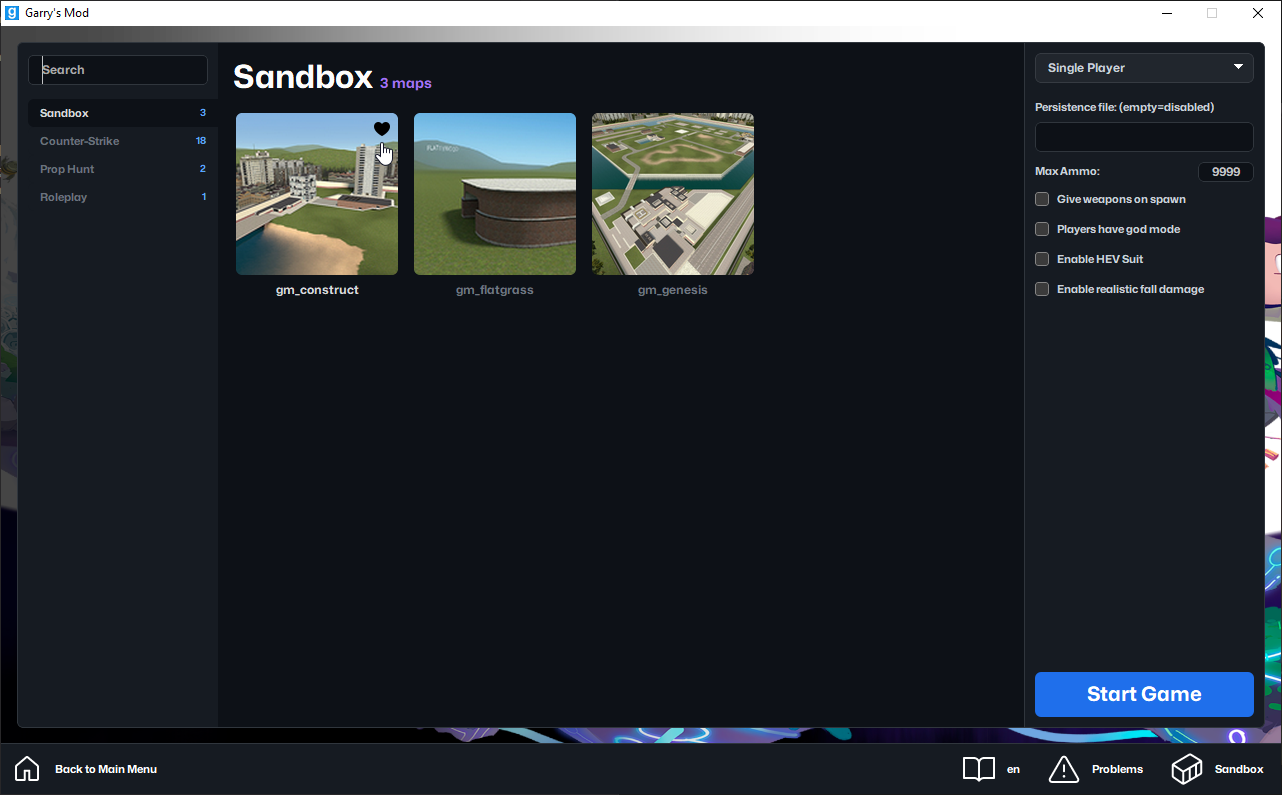 Garry's Mod
Search
Sandbox 3
Counter-Strike 18
Prop Hunt 2
Roleplay 1
Sandbox 3 maps
gm_construct
gm_flatgrass
gm_genesis
Single Player
Persistence file: (empty=disabled)
Max Ammo: 9999
Give weapons on spawn
Players have god mode
Enable HEV Suit
Enable realistic fall damage
Start Game
Back to Main Menu
en
Problems
Sandbox